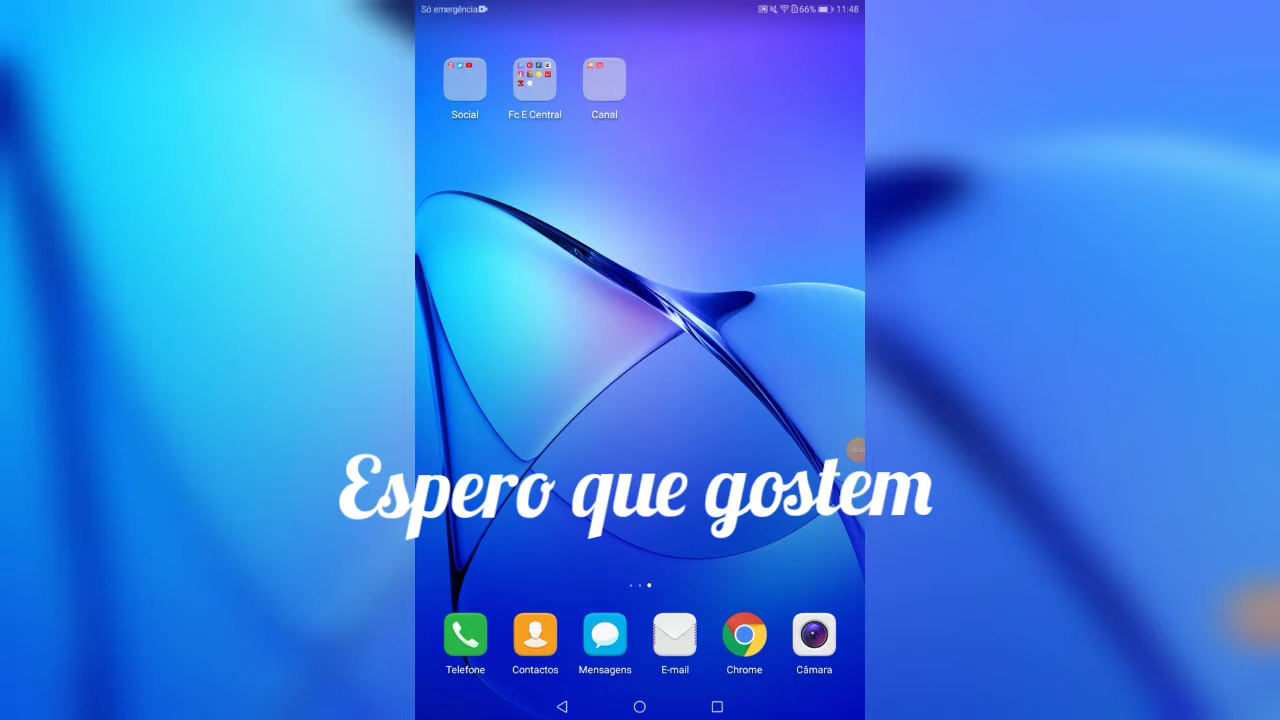 Só emergência
66% 11:48
Social Fc E Central Canal
Espero que gostem
Telefone Contactos Mensagens E-mail Chrome Câmara